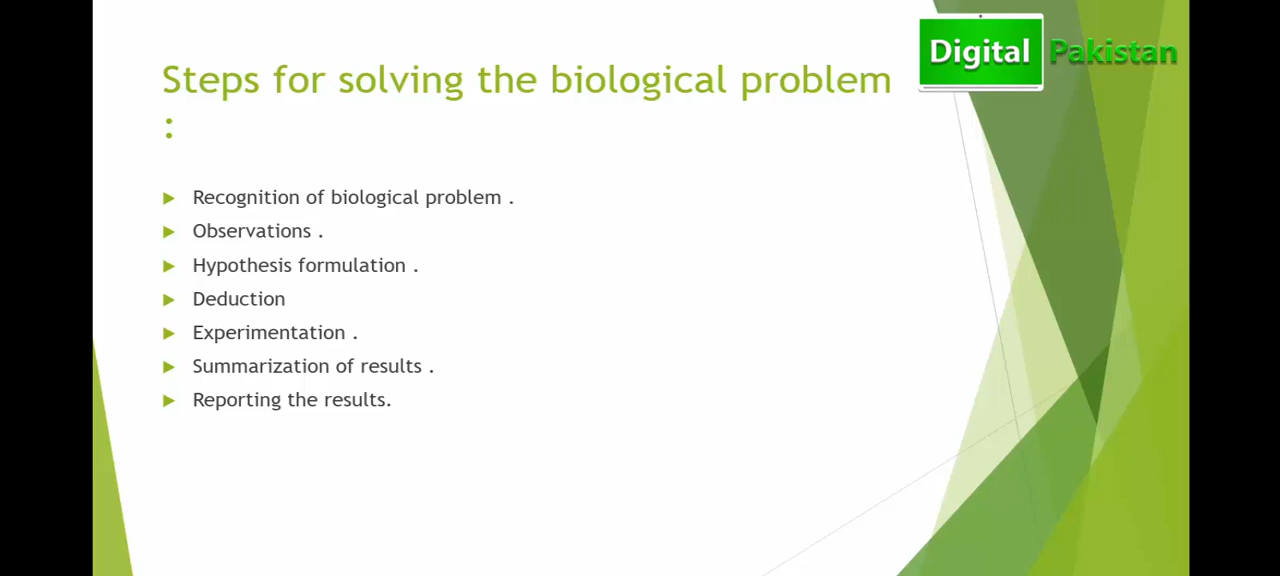 Digital Pakistan
Steps for solving the biological problem
:
Recognition of biological problem .
Observations .
Hypothesis formulation .
Deduction
Experimentation .
Summarization of results .
Reporting the results.